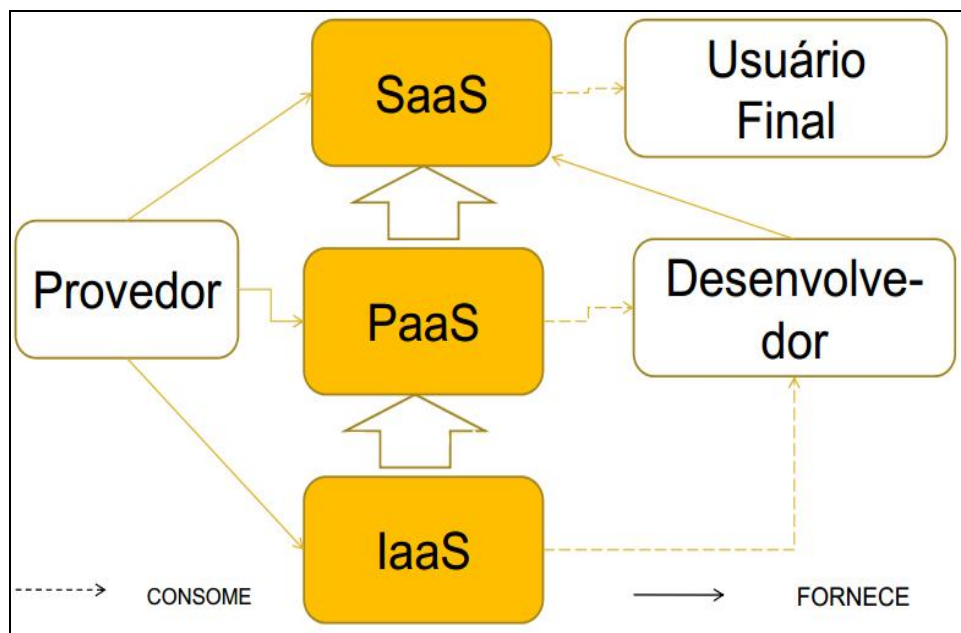 SaaS
Usuário
Final
Provedor
PaaS
Desenvolve-
dor
IaaS
CONSOME
FORNECE